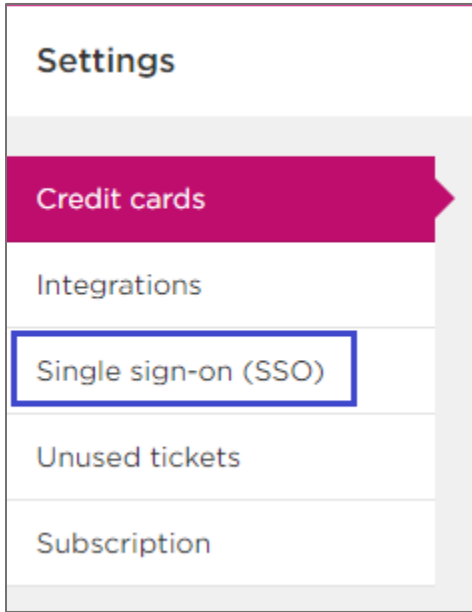 Settings
Credit cards
Integrations
Single sign-on (SSO)
Unused tickets
Subscription